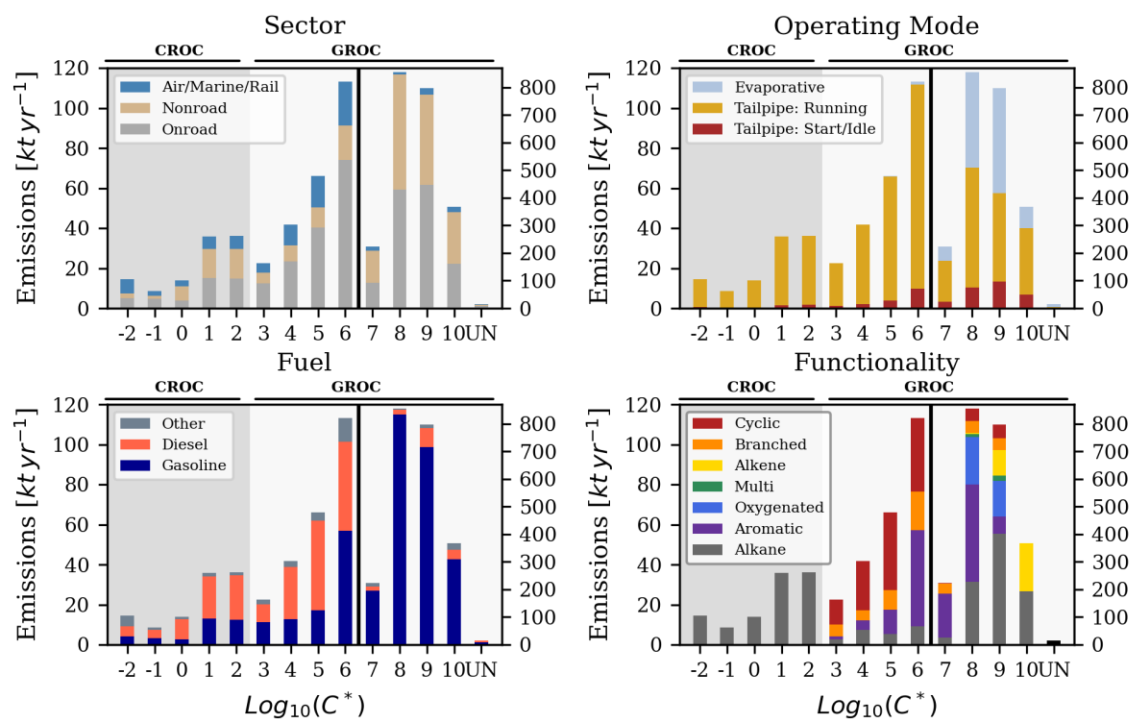 Sector
CROC GROC
Emissions [kt yr⁻¹]
120
100
80
60
40
20
0
800
700
600
500
400
300
200
100
0
Air/Marine/Rail
Nonroad
Onroad
-2 -1 0 1 2 3 4 5 6 7 8 9 10 UN
Operating Mode
CROC GROC
Emissions [kt yr⁻¹]
120
100
80
60
40
20
0
800
700
600
500
400
300
200
100
0
Evaporative
Tailpipe: Running
Tailpipe: Start/Idle
-2 -1 0 1 2 3 4 5 6 7 8 9 10 UN
Fuel
CROC GROC
Emissions [kt yr⁻¹]
120
100
80
60
40
20
0
800
700
600
500
400
300
200
100
0
Other
Diesel
Gasoline
-2 -1 0 1 2 3 4 5 6 7 8 9 10 UN
Log₁₀(C*)
Functionality
CROC GROC
Emissions [kt yr⁻¹]
120
100
80
60
40
20
0
800
700
600
500
400
300
200
100
0
Cyclic
Branched
Alkene
Multi
Oxygenated
Aromatic
Alkane
-2 -1 0 1 2 3 4 5 6 7 8 9 10 UN
Log₁₀(C*)